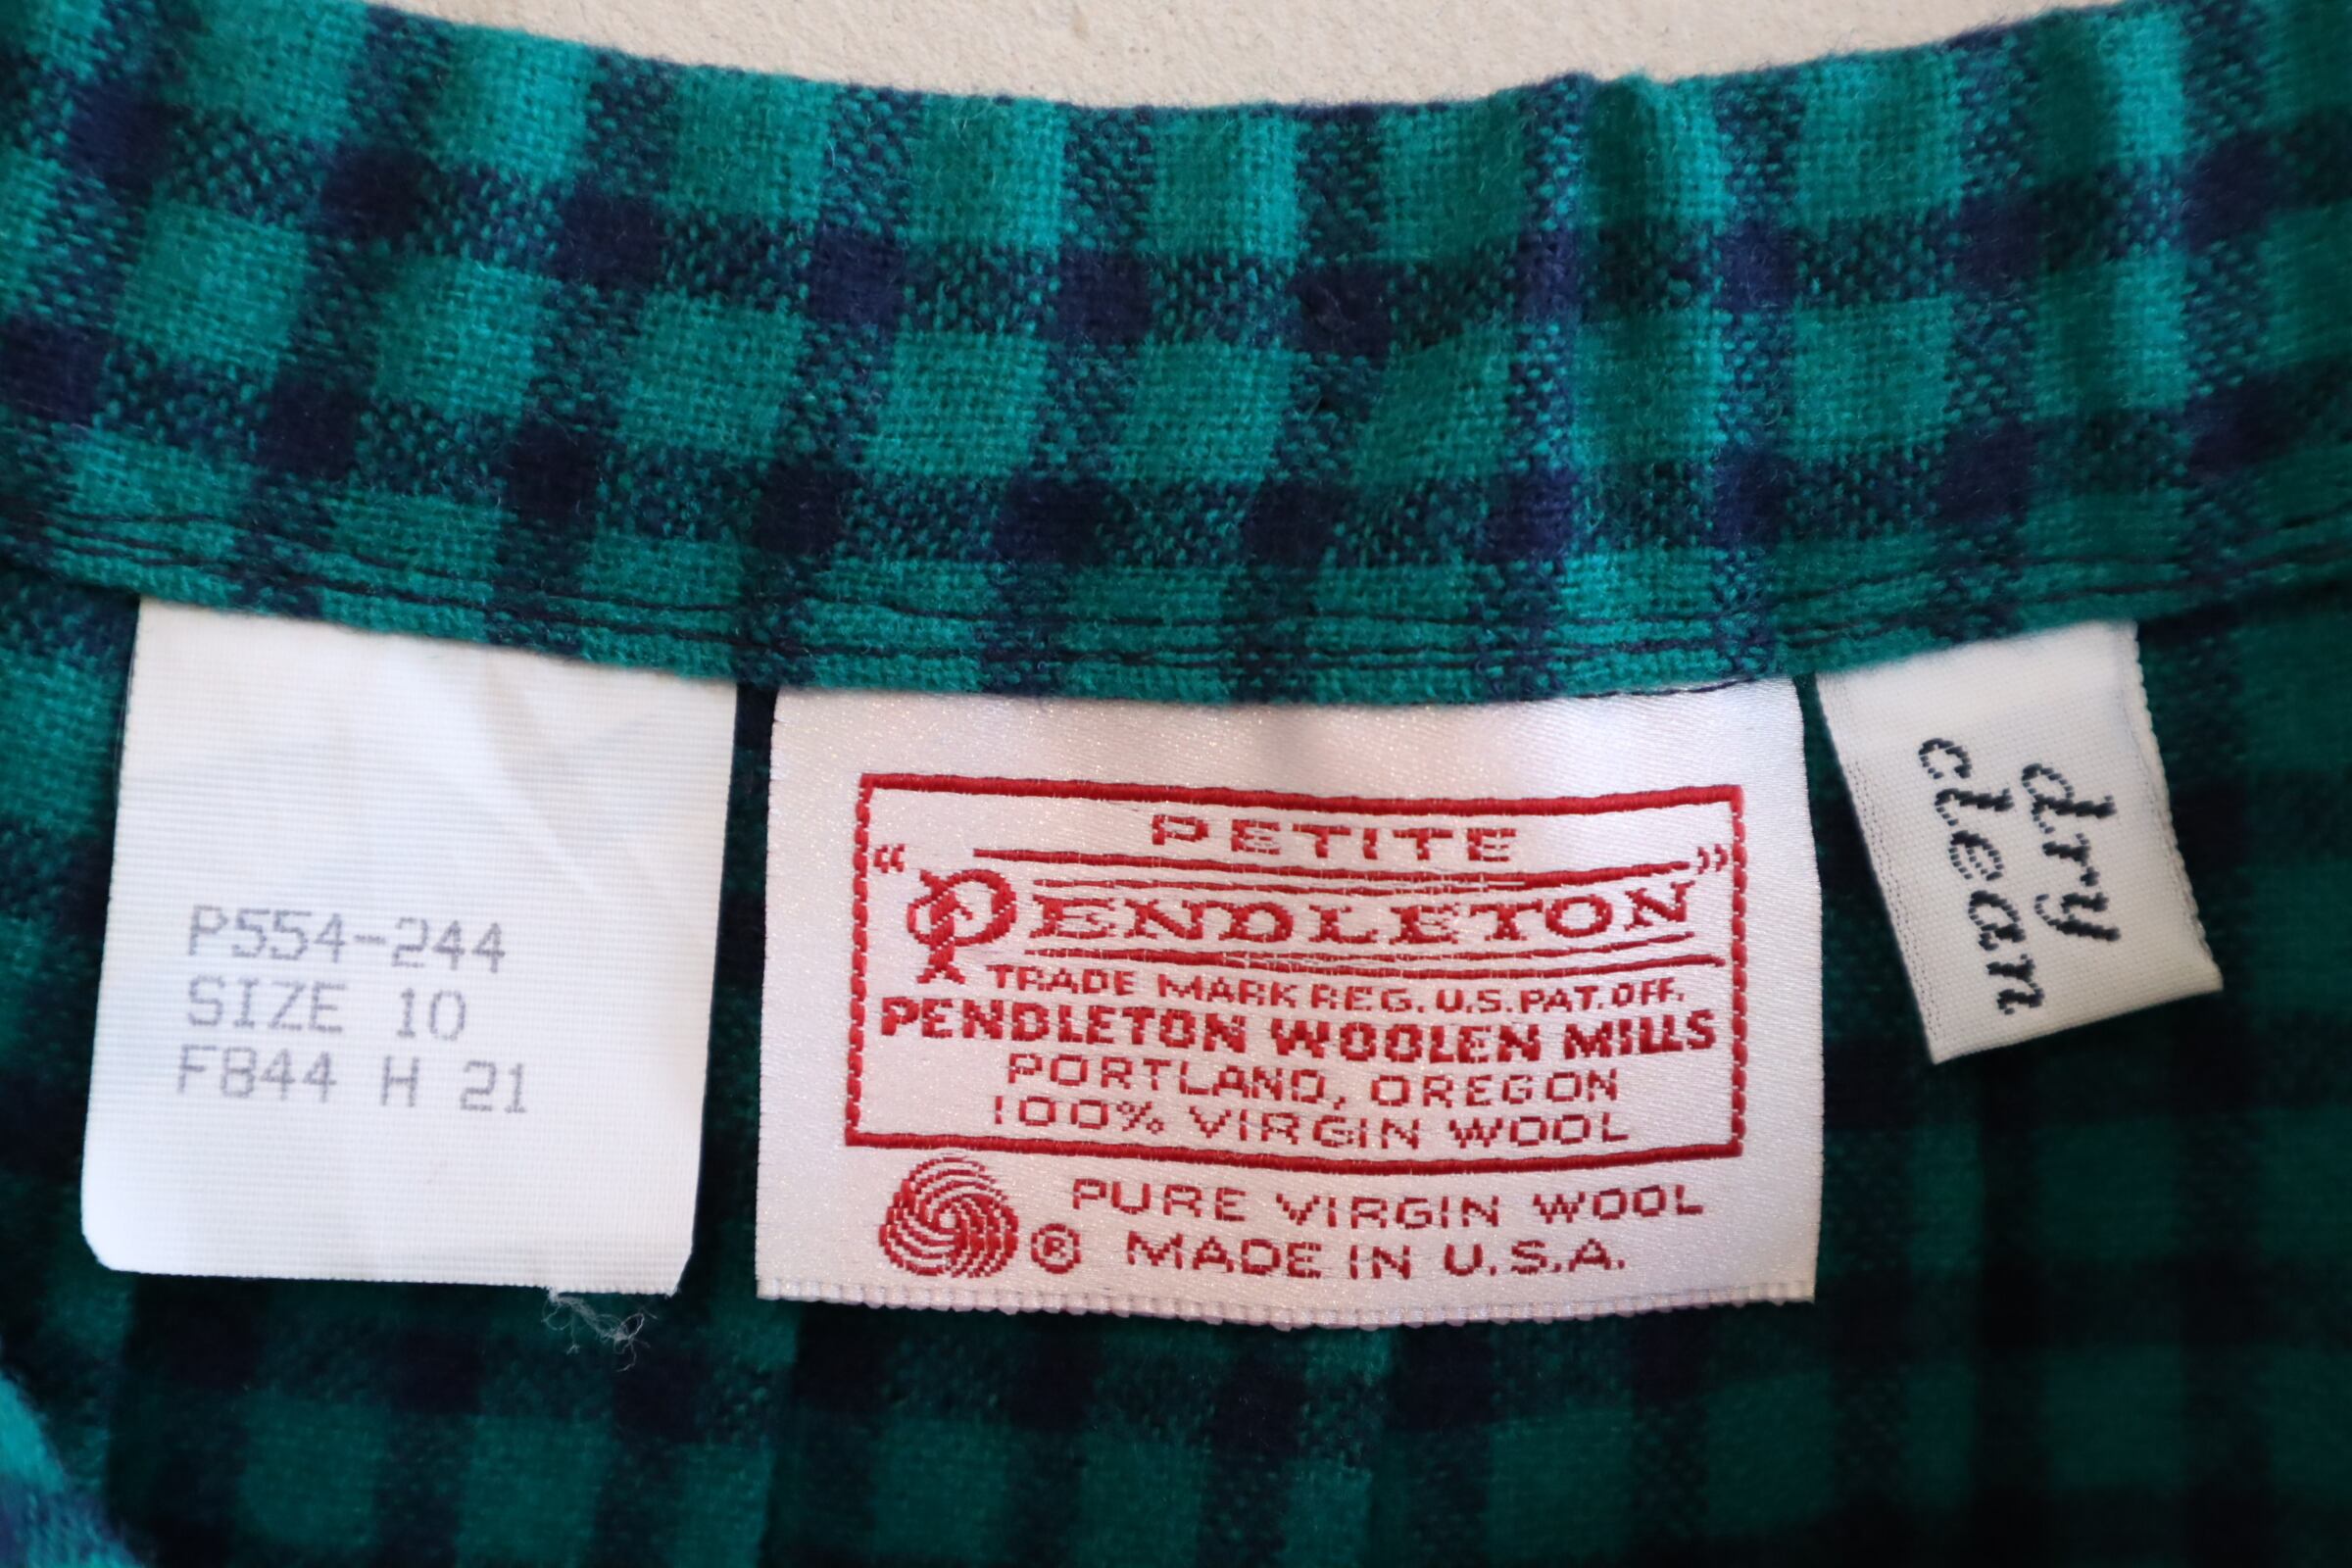 P554-244
SIZE 10
FB44 H 21
PETITE
"PENDLETON"
TRADE MARK REG. U.S. PAT. OFF.
PENDLETON WOOLEN MILLS
PORTLAND, OREGON
100% VIRGIN WOOL
PURE VIRGIN WOOL
® MADE IN U.S.A.
dry
clean